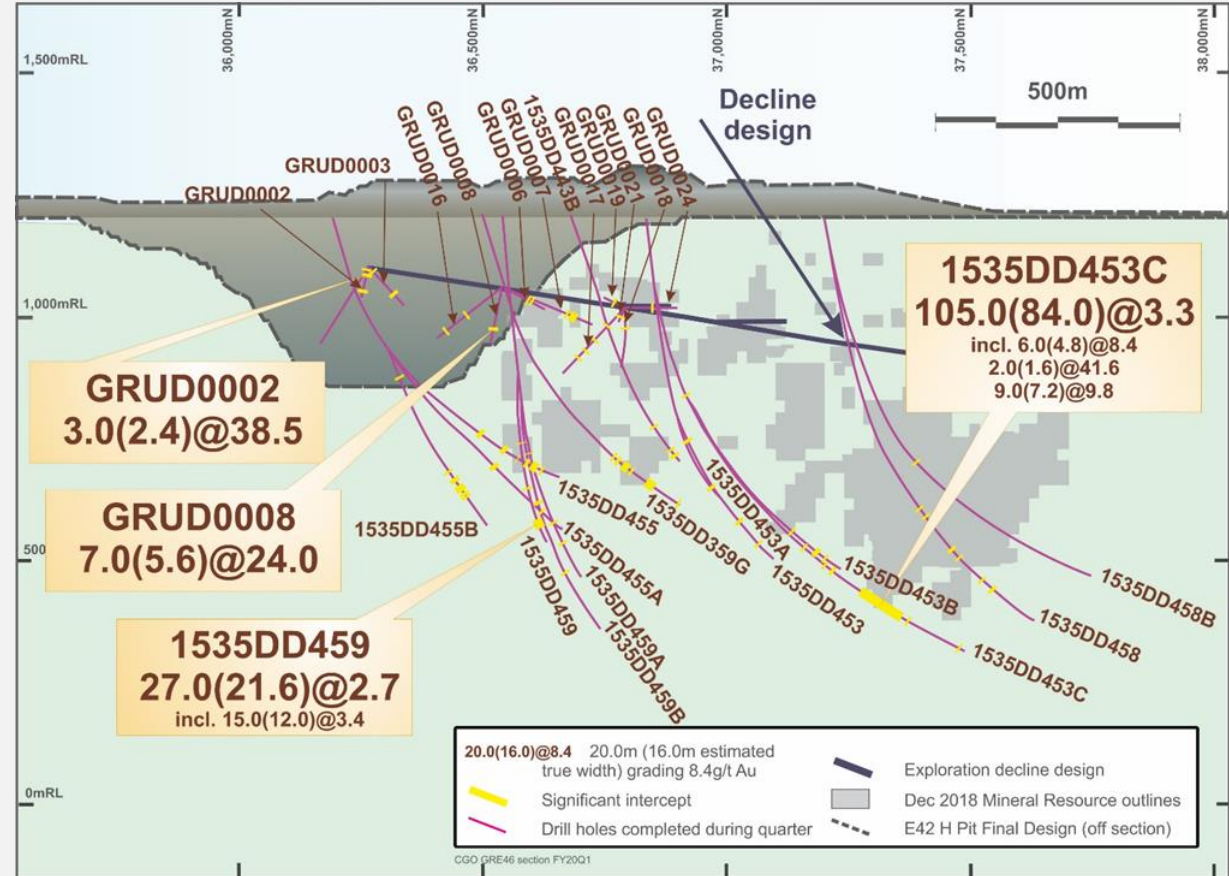 36,000mN
36,500mN
37,000mN
37,500mN
38,000mN
1,500mRL
500m
Decline
design
GRUD0002
GRUD0003
GRUD0016
GRUD0008
GRUD0006
GRUD0007
1535DD443B
GRUD0017
GRUD0019
GRUD0021
GRUD0018
GRUD0024
1,000mRL
1535DD453C
105.0(84.0)@3.3
incl. 6.0(4.8)@8.4
2.0(1.6)@41.6
9.0(7.2)@9.8
GRUD0002
3.0(2.4)@38.5
GRUD0008
7.0(5.6)@24.0
500
1535DD459
27.0(21.6)@2.7
incl. 15.0(12.0)@3.4
1535DD455B
1535DD455
1535DD455A
1535DD459
1535DD459A
1535DD459B
1535DD359G
1535DD453A
1535DD453
1535DD453B
1535DD453C
1535DD458
1535DD458B
0mRL
20.0(16.0)@8.4 20.0m (16.0m estimated
true width) grading 8.4g/t Au
Significant intercept
Drill holes completed during quarter
Exploration decline design
Dec 2018 Mineral Resource outlines
E42 H Pit Final Design (off section)
CGO GRE46 section FY20Q1